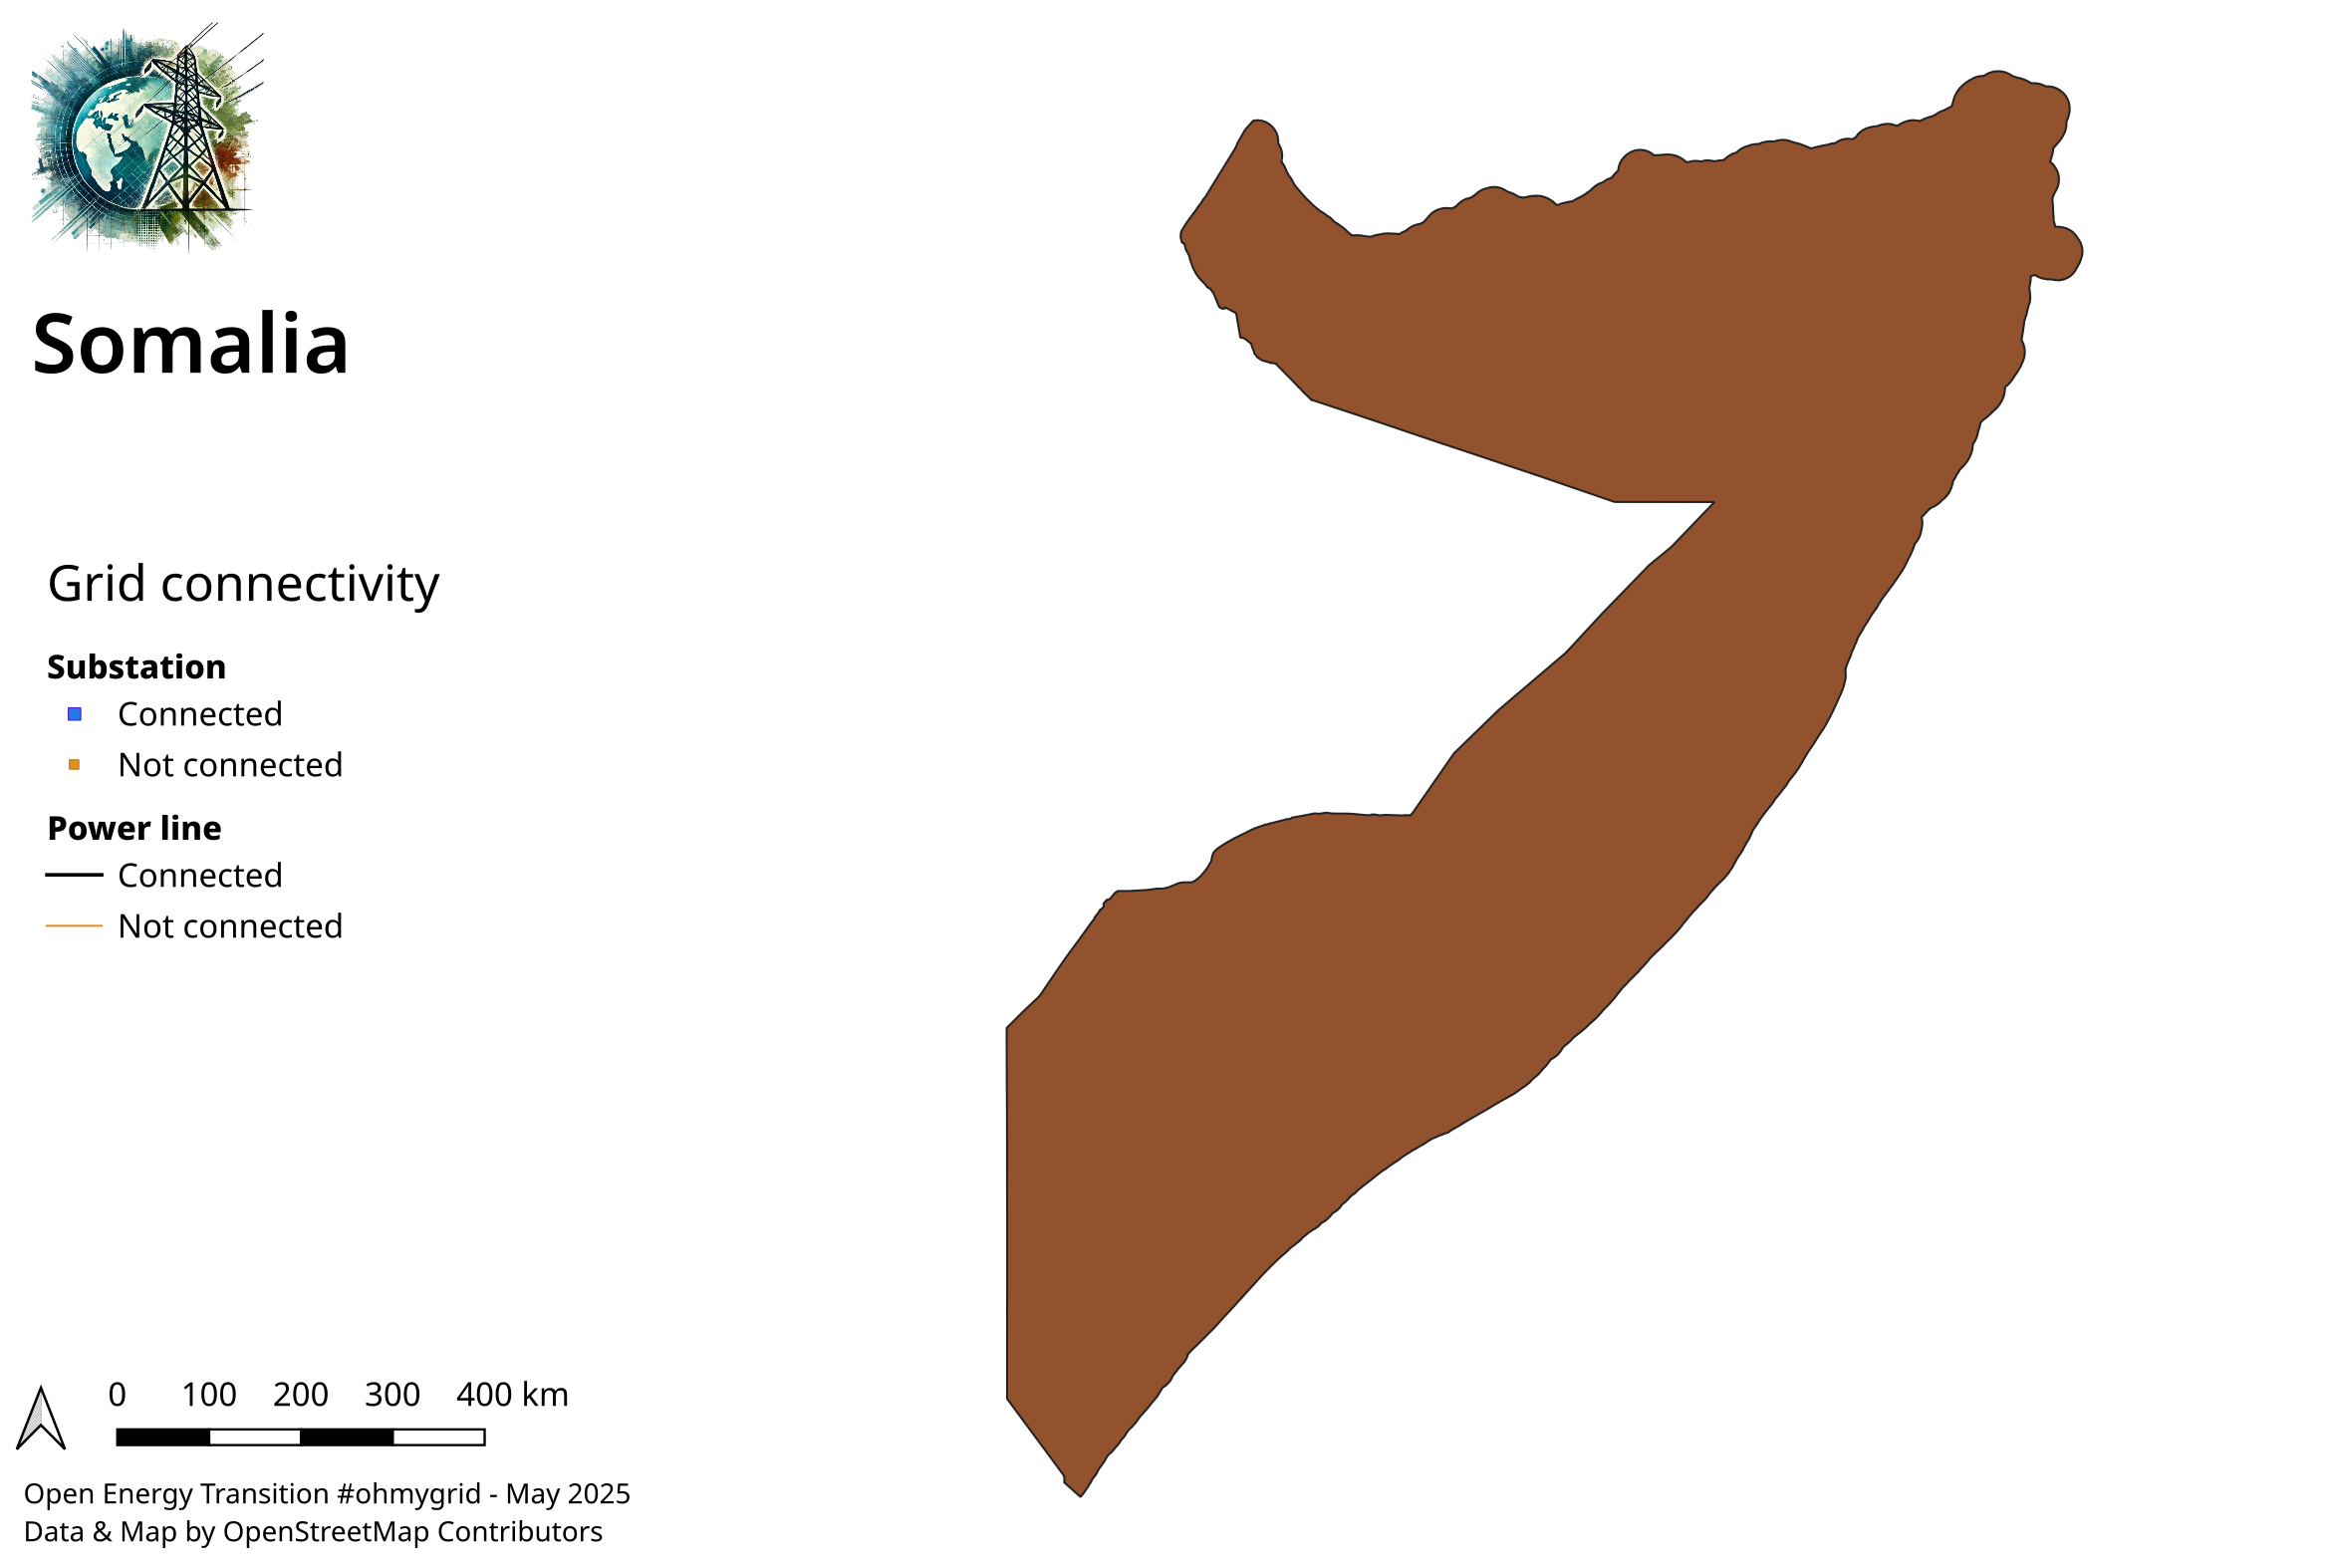 Somalia
Grid connectivity
Substation
Connected
Not connected
Power line
Connected
Not connected
0 100 200 300 400 km
Open Energy Transition #ohmygrid - May 2025
Data & Map by OpenStreetMap Contributors